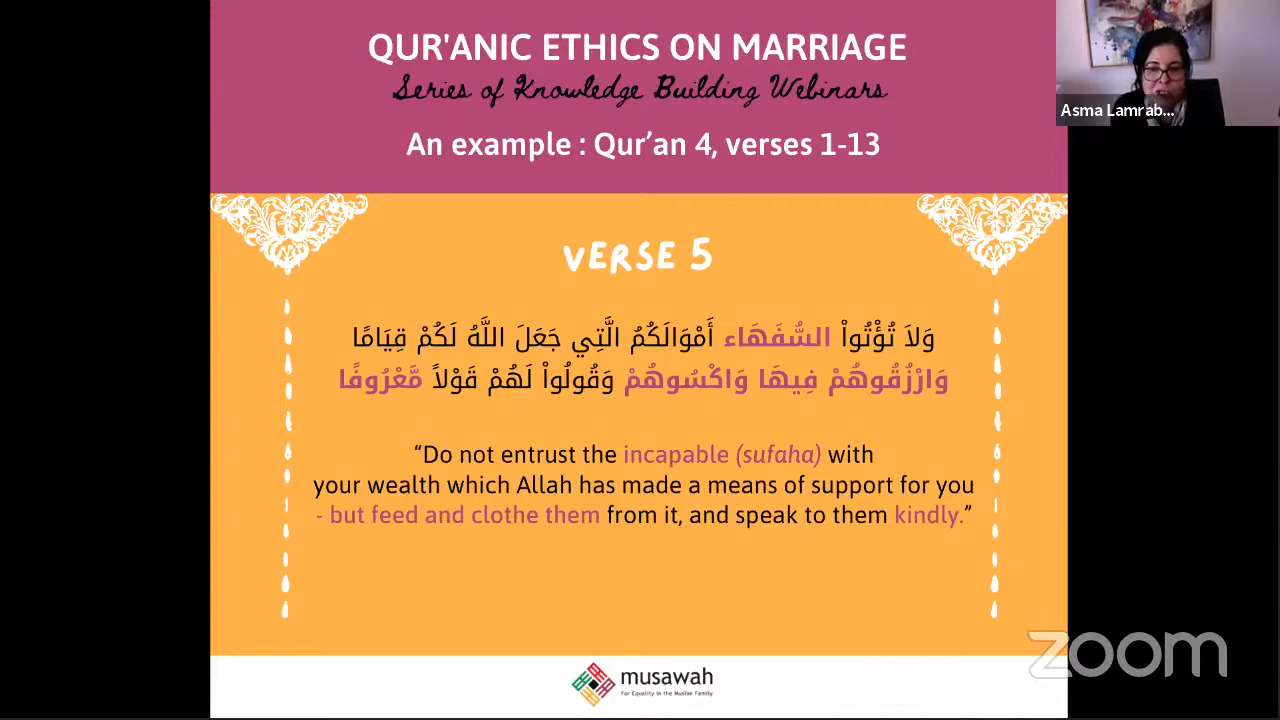 QUR'ANIC ETHICS ON MARRIAGE
Series of Knowledge Building Webinars
An example : Qur’an 4, verses 1-13
Asma Lamrab...
VERSE 5
وَلاَ تُؤْتُواْ السُّفَهَاء أَمْوَالَكُمُ الَّتِي جَعَلَ اللَّهُ لَكُمْ قِيَامًا
وَارْزُقُوهُمْ فِيهَا وَاكْسُوهُمْ وَقُولُواْ لَهُمْ قَوْلاً مَّعْرُوفًا
“Do not entrust the incapable (sufaha) with
your wealth which Allah has made a means of support for you
- but feed and clothe them from it, and speak to them kindly.”
musawah
For Equality in the Muslim Family
zoom